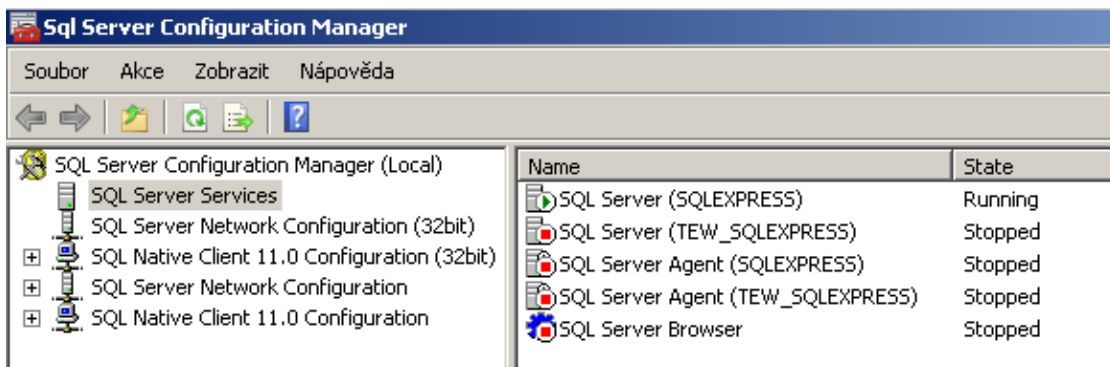 Sql Server Configuration Manager
Soubor Akce Zobrazit Nápověda
SQL Server Configuration Manager (Local)
SQL Server Services
SQL Server Network Configuration (32bit)
SQL Native Client 11.0 Configuration (32bit)
SQL Server Network Configuration
SQL Native Client 11.0 Configuration
Name State
SQL Server (SQLEXPRESS) Running
SQL Server (TEW_SQLEXPRESS) Stopped
SQL Server Agent (SQLEXPRESS) Stopped
SQL Server Agent (TEW_SQLEXPRESS) Stopped
SQL Server Browser Stopped